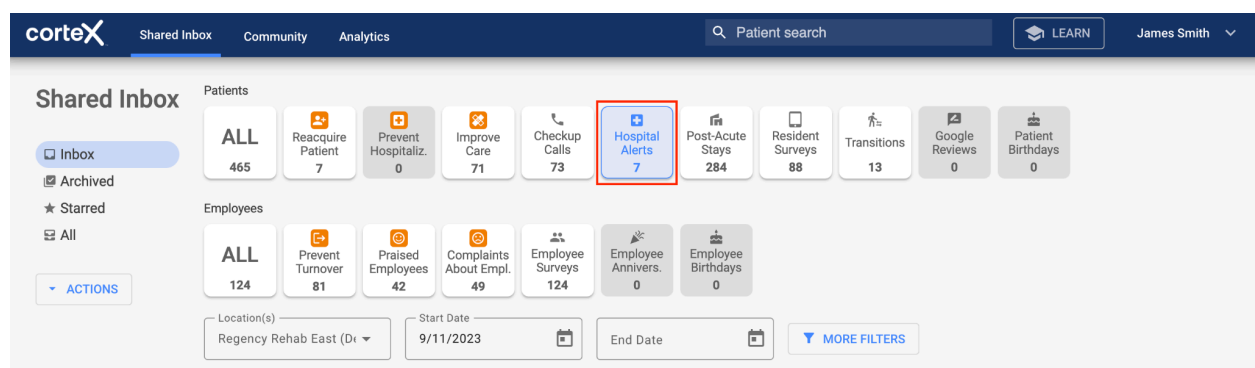 corteX Shared Inbox Community Analytics Patient search LEARN James Smith
Shared Inbox
Inbox
Archived
Starred
All
ACTIONS
Patients
ALL
465
Reacquire
Patient
7
Prevent
Hospitaliz.
0
Improve
Care
71
Checkup
Calls
73
Hospital
Alerts
7
Post-Acute
Stays
284
Resident
Surveys
88
Transitions
13
Google
Reviews
0
Patient
Birthdays
0
Employees
ALL
124
Prevent
Turnover
81
Praised
Employees
42
Complaints
About Empl.
49
Employee
Surveys
124
Employee
Annivers.
0
Employee
Birthdays
0
Location(s)
Regency Rehab East (De
Start Date
9/11/2023
End Date
MORE FILTERS